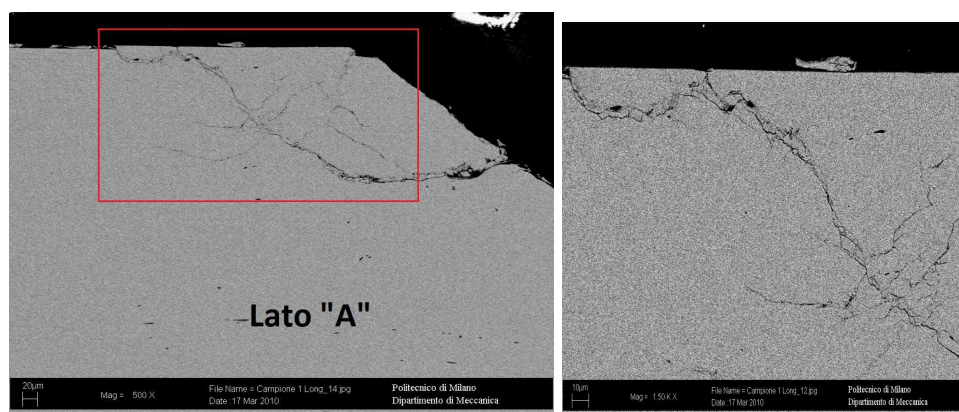 Lato "A"
20µm
Mag = 500 X
File Name = Campione 1 Long_14.jpg
Date :17 Mar 2010
Politecnico di Milano
Dipartimento di Meccanica
10µm
Mag = 1.50 K X
File Name = Campione 1 Long_12.jpg
Date :17 Mar 2010
Politecnico di Milano
Dipartimento di Meccanica